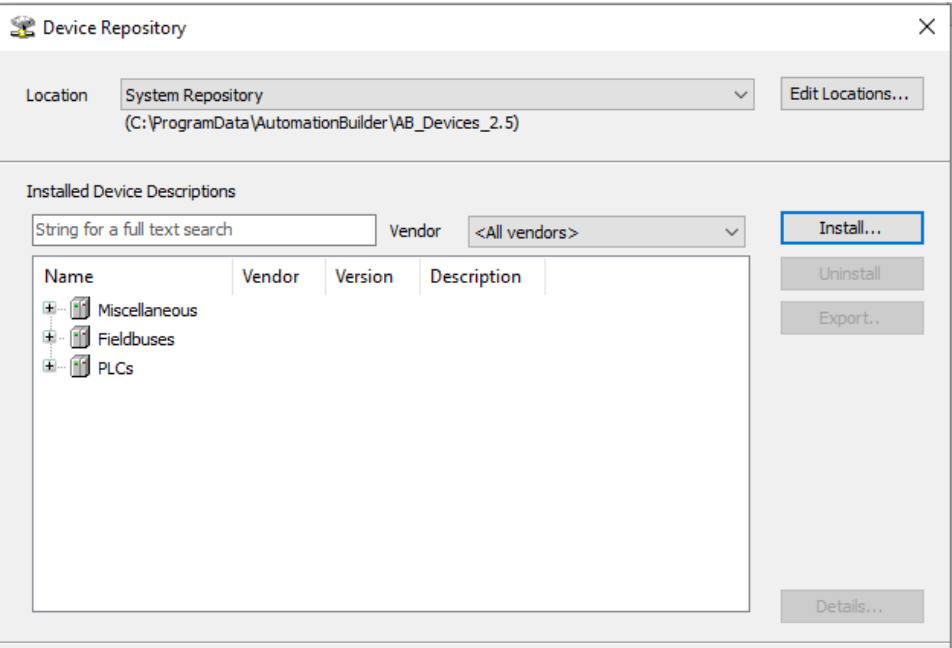 Device Repository
Location System Repository Edit Locations...
(C:\ProgramData\AutomationBuilder\AB_Devices_2.5)
Installed Device Descriptions
String for a full text search Vendor <All vendors> Install...
Name Vendor Version Description Uninstall
Miscellaneous Export..
Fieldbuses
PLCs
Details...